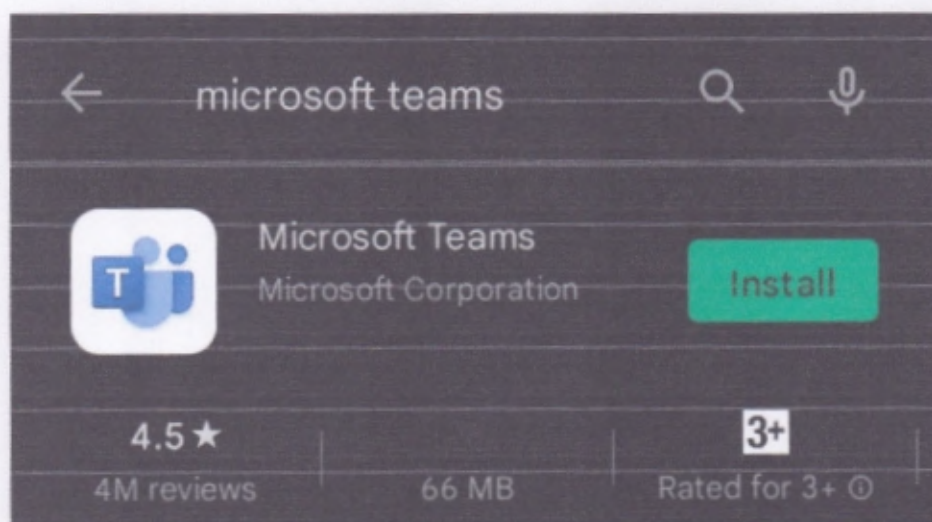 microsoft teams
T
Microsoft Teams
Microsoft Corporation
Install
4.5★
3+
4M reviews
66 MB
Rated for 3+